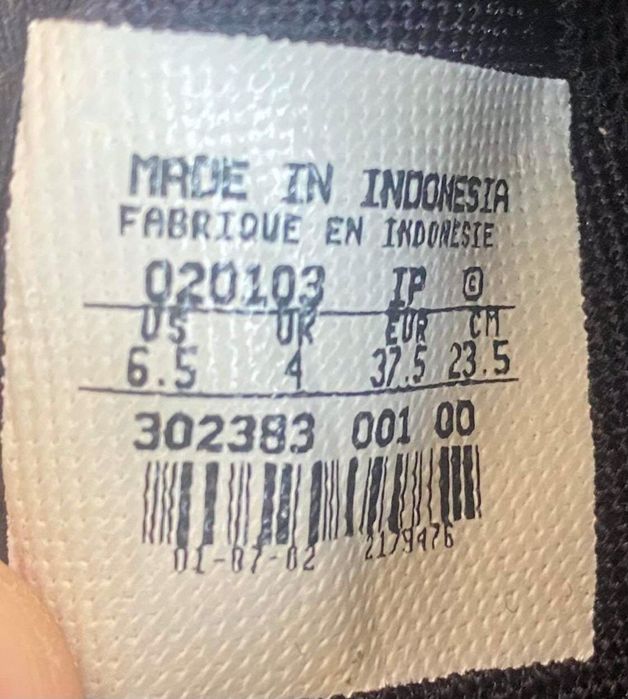 MADE IN INDONESIA
FABRIQUE EN INDONESIE
020103 IP ©
US UK EUR CM
6.5 4 37.5 23.5
302383 001 00
01-07-02 2179476